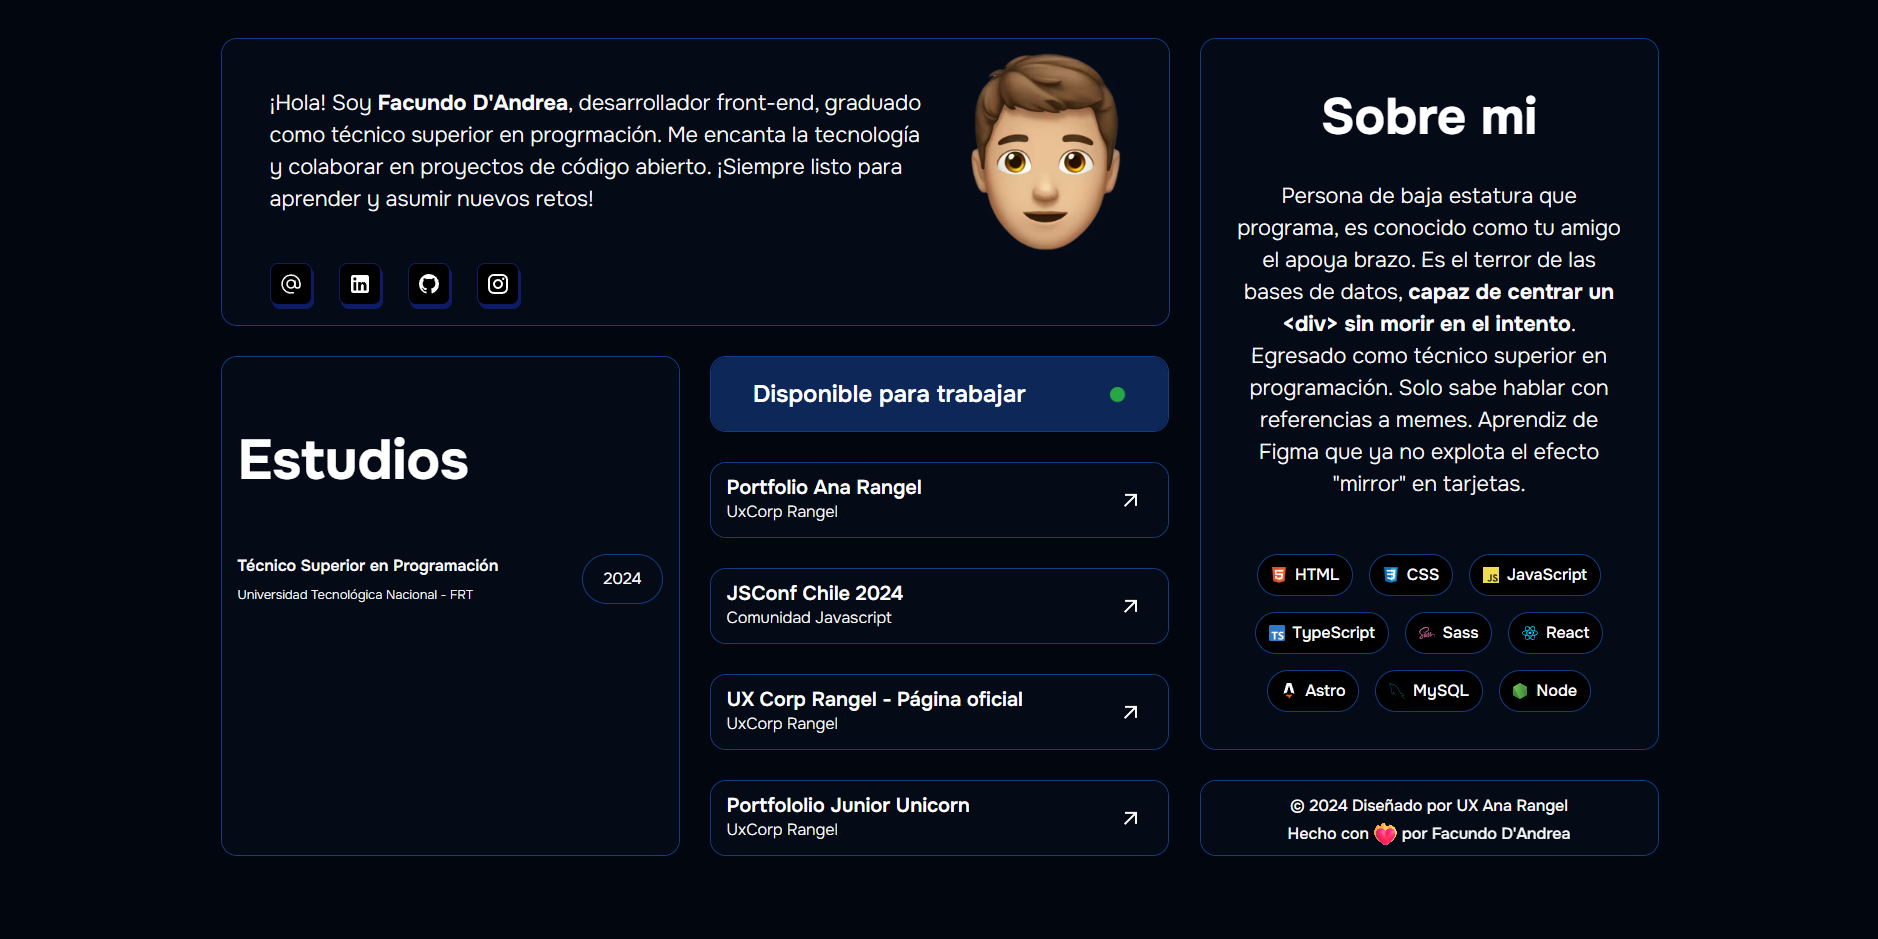 ¡Hola! Soy Facundo D'Andrea, desarrollador front-end, graduado
como técnico superior en progrmación. Me encanta la tecnología
y colaborar en proyectos de código abierto. ¡Siempre listo para
aprender y asumir nuevos retos!
Estudios
Técnico Superior en Programación
Universidad Tecnológica Nacional - FRT
2024
Disponible para trabajar
Portfolio Ana Rangel
UxCorp Rangel
JSConf Chile 2024
Comunidad Javascript
UX Corp Rangel - Página oficial
UxCorp Rangel
Portfololio Junior Unicorn
UxCorp Rangel
Sobre mi
Persona de baja estatura que
programa, es conocido como tu amigo
el apoya brazo. Es el terror de las
bases de datos, capaz de centrar un
<div> sin morir en el intento.
Egresado como técnico superior en
programación. Solo sabe hablar con
referencias a memes. Aprendiz de
Figma que ya no explota el efecto
"mirror" en tarjetas.
HTML
CSS
JavaScript
TypeScript
Sass
React
Astro
MySQL
Node
© 2024 Diseñado por UX Ana Rangel
Hecho con 💖 por Facundo D'Andrea